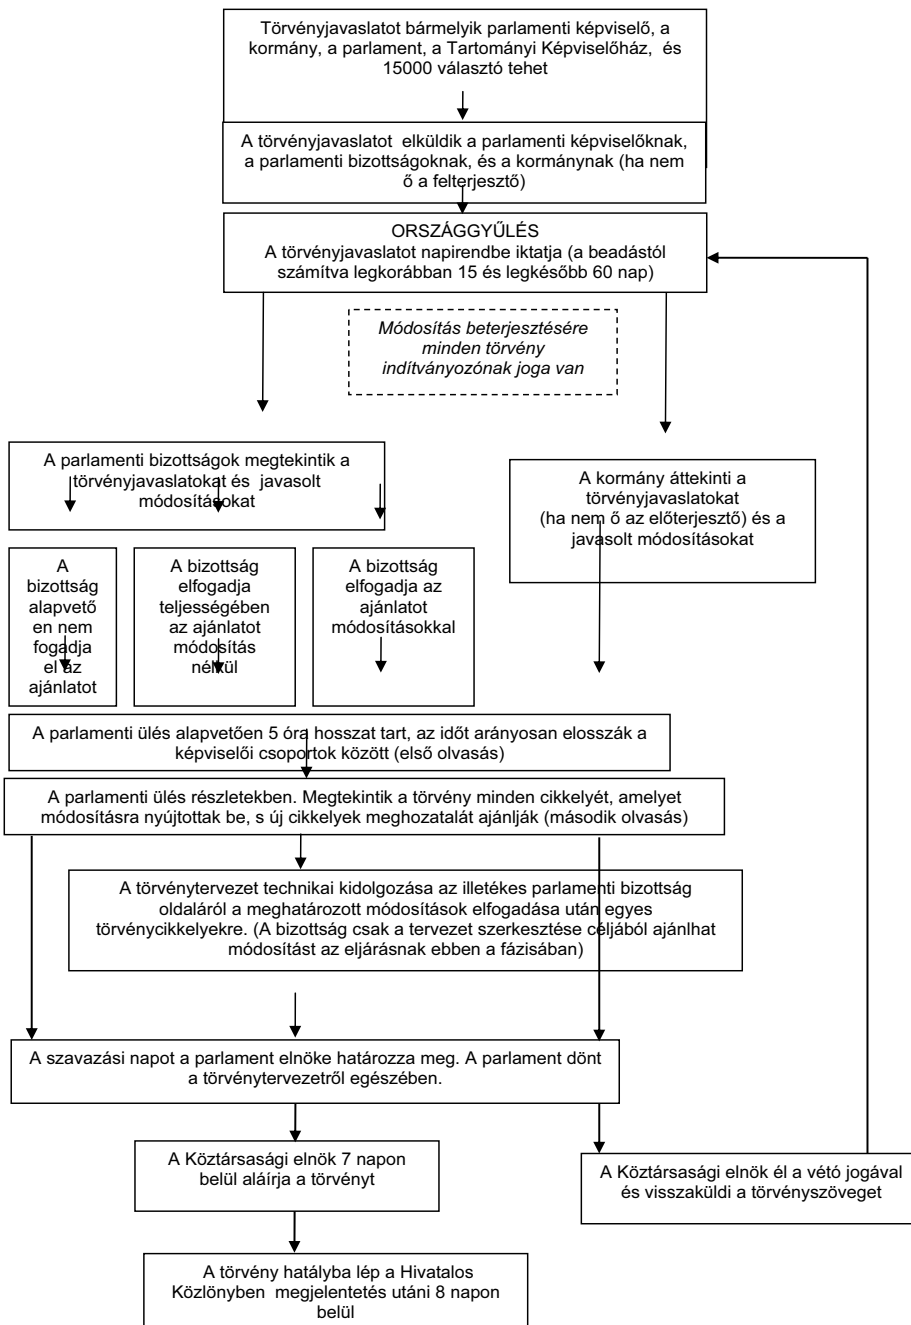 Törvényjavaslatot bármelyik parlamenti képviselő, a
kormány, a parlament, a Tartományi Képviselőház, és
15000 választó tehet
A törvényjavaslatot elküldik a parlamenti képviselőknak,
a parlamenti bizottságoknak, és a kormánynak (ha nem
ő a felterjesztő)
ORSZÁGGYŰLÉS
A törvényjavaslatot napirendbe iktatja (a beadástól
számítva legkorábban 15 és legkésőbb 60 nap)
Módosítás beterjesztésére
minden törvény
indítványozónak joga van
A parlamenti bizottságok megtekintik a
törvényjavaslatokat és javasolt
módosításokat
A kormány áttekinti a
törvényjavaslatokat
(ha nem ő az előterjesztő) és a
javasolt módosításokat
A
bizottság
alapvető
en nem
fogadja
el az
ajánlatot
A bizottság
elfogadja
teljességében
az ajánlatot
módosítás
nélkül
A bizottság
elfogadja az
ajánlatot
módosításokkal
A parlamenti ülés alapvetően 5 óra hosszat tart, az időt arányosan elosszák a
képviselői csoportok között (első olvasás)
A parlamenti ülés részletekben. Megtekintik a törvény minden cikkelyét, amelyet
módosításra nyújtottak be, s új cikkelyek meghozatalát ajánlják (második olvasás)
A törvénytervezet technikai kidolgozása az illetékes parlamenti bizottság
oldaláról a meghatározott módosítások elfogadása után egyes
törvénycikkelyekre. (A bizottság csak a tervezet szerkesztése céljából ajánlhat
módosítást az eljárásnak ebben a fázisában)
A szavazási napot a parlament elnöke határozza meg. A parlament dönt
a törvénytervezetről egészében.
A Köztársasági elnök 7 napon
belül aláírja a törvényt
A Köztársasági elnök él a vétó jogával
és visszaküldi a törvényszöveget
A törvény hatályba lép a Hivatalos
Közlönyben megjelentetés utáni 8 napon
belül